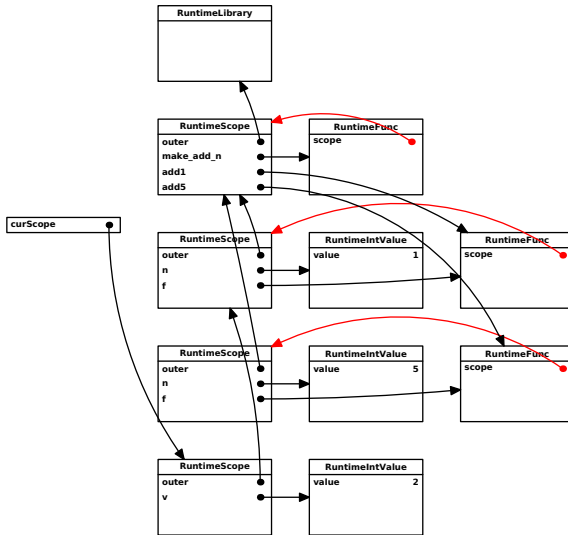 RuntimeLibrary
RuntimeScope
outer
make_add_n
add1
add5
RuntimeFunc
scope
curScope
RuntimeScope
outer
n
f
RuntimeIntValue
value 1
RuntimeFunc
scope
RuntimeScope
outer
n
f
RuntimeIntValue
value 5
RuntimeFunc
scope
RuntimeScope
outer
v
RuntimeIntValue
value 2